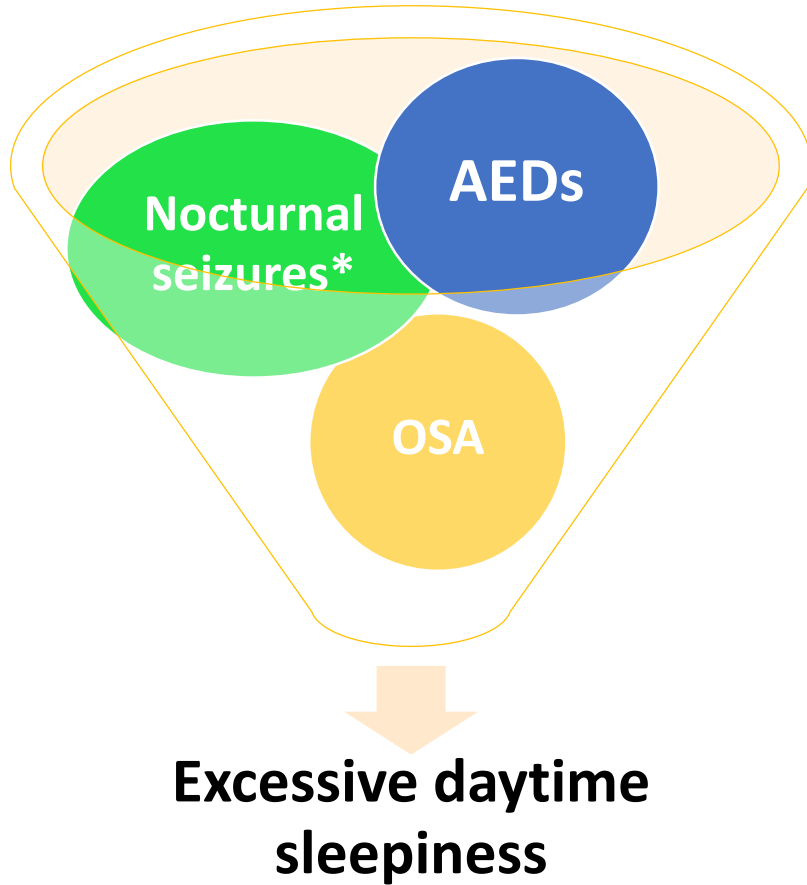 AEDs
Nocturnal
seizures*
OSA
Excessive daytime
sleepiness